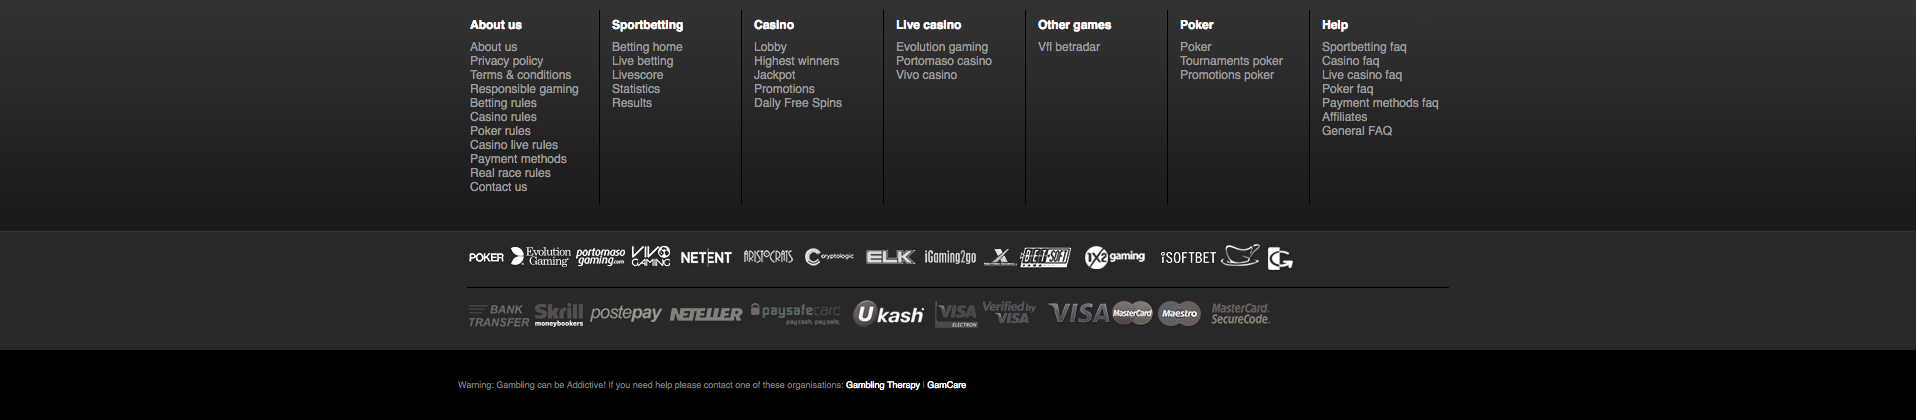 About us
About us
Privacy policy
Terms & conditions
Responsible gaming
Betting rules
Casino rules
Poker rules
Casino live rules
Payment methods
Real race rules
Contact us
Sportbetting
Betting home
Live betting
Livescore
Statistics
Results
Casino
Lobby
Highest winners
Jackpot
Promotions
Daily Free Spins
Live casino
Evolution gaming
Portomaso casino
Vivo casino
Other games
Vfl betradar
Poker
Poker
Tournaments poker
Promotions poker
Help
Sportbetting faq
Casino faq
Live casino faq
Poker faq
Payment methods faq
Affiliates
General FAQ
POKER
Evolution
Gaming
portomaso
gaming.com
VIVO
GAMING
NETENT
ARISTOCRATS
cryptologic
ELK
iGaming2go
X
BETSOFT
1X2 gaming
iSOFTBET
G
BANK
TRANSFER
Skrill
moneybookers
postepay
NETELLER
paysafecard
pay cash. pay safe.
Ukash
VISA
ELECTRON
Verified by
VISA
VISA
MasterCard
Maestro
MasterCard.
SecureCode.
Warning: Gambling can be Addictive! If you need help please contact one of these organisations: Gambling Therapy | GamCare